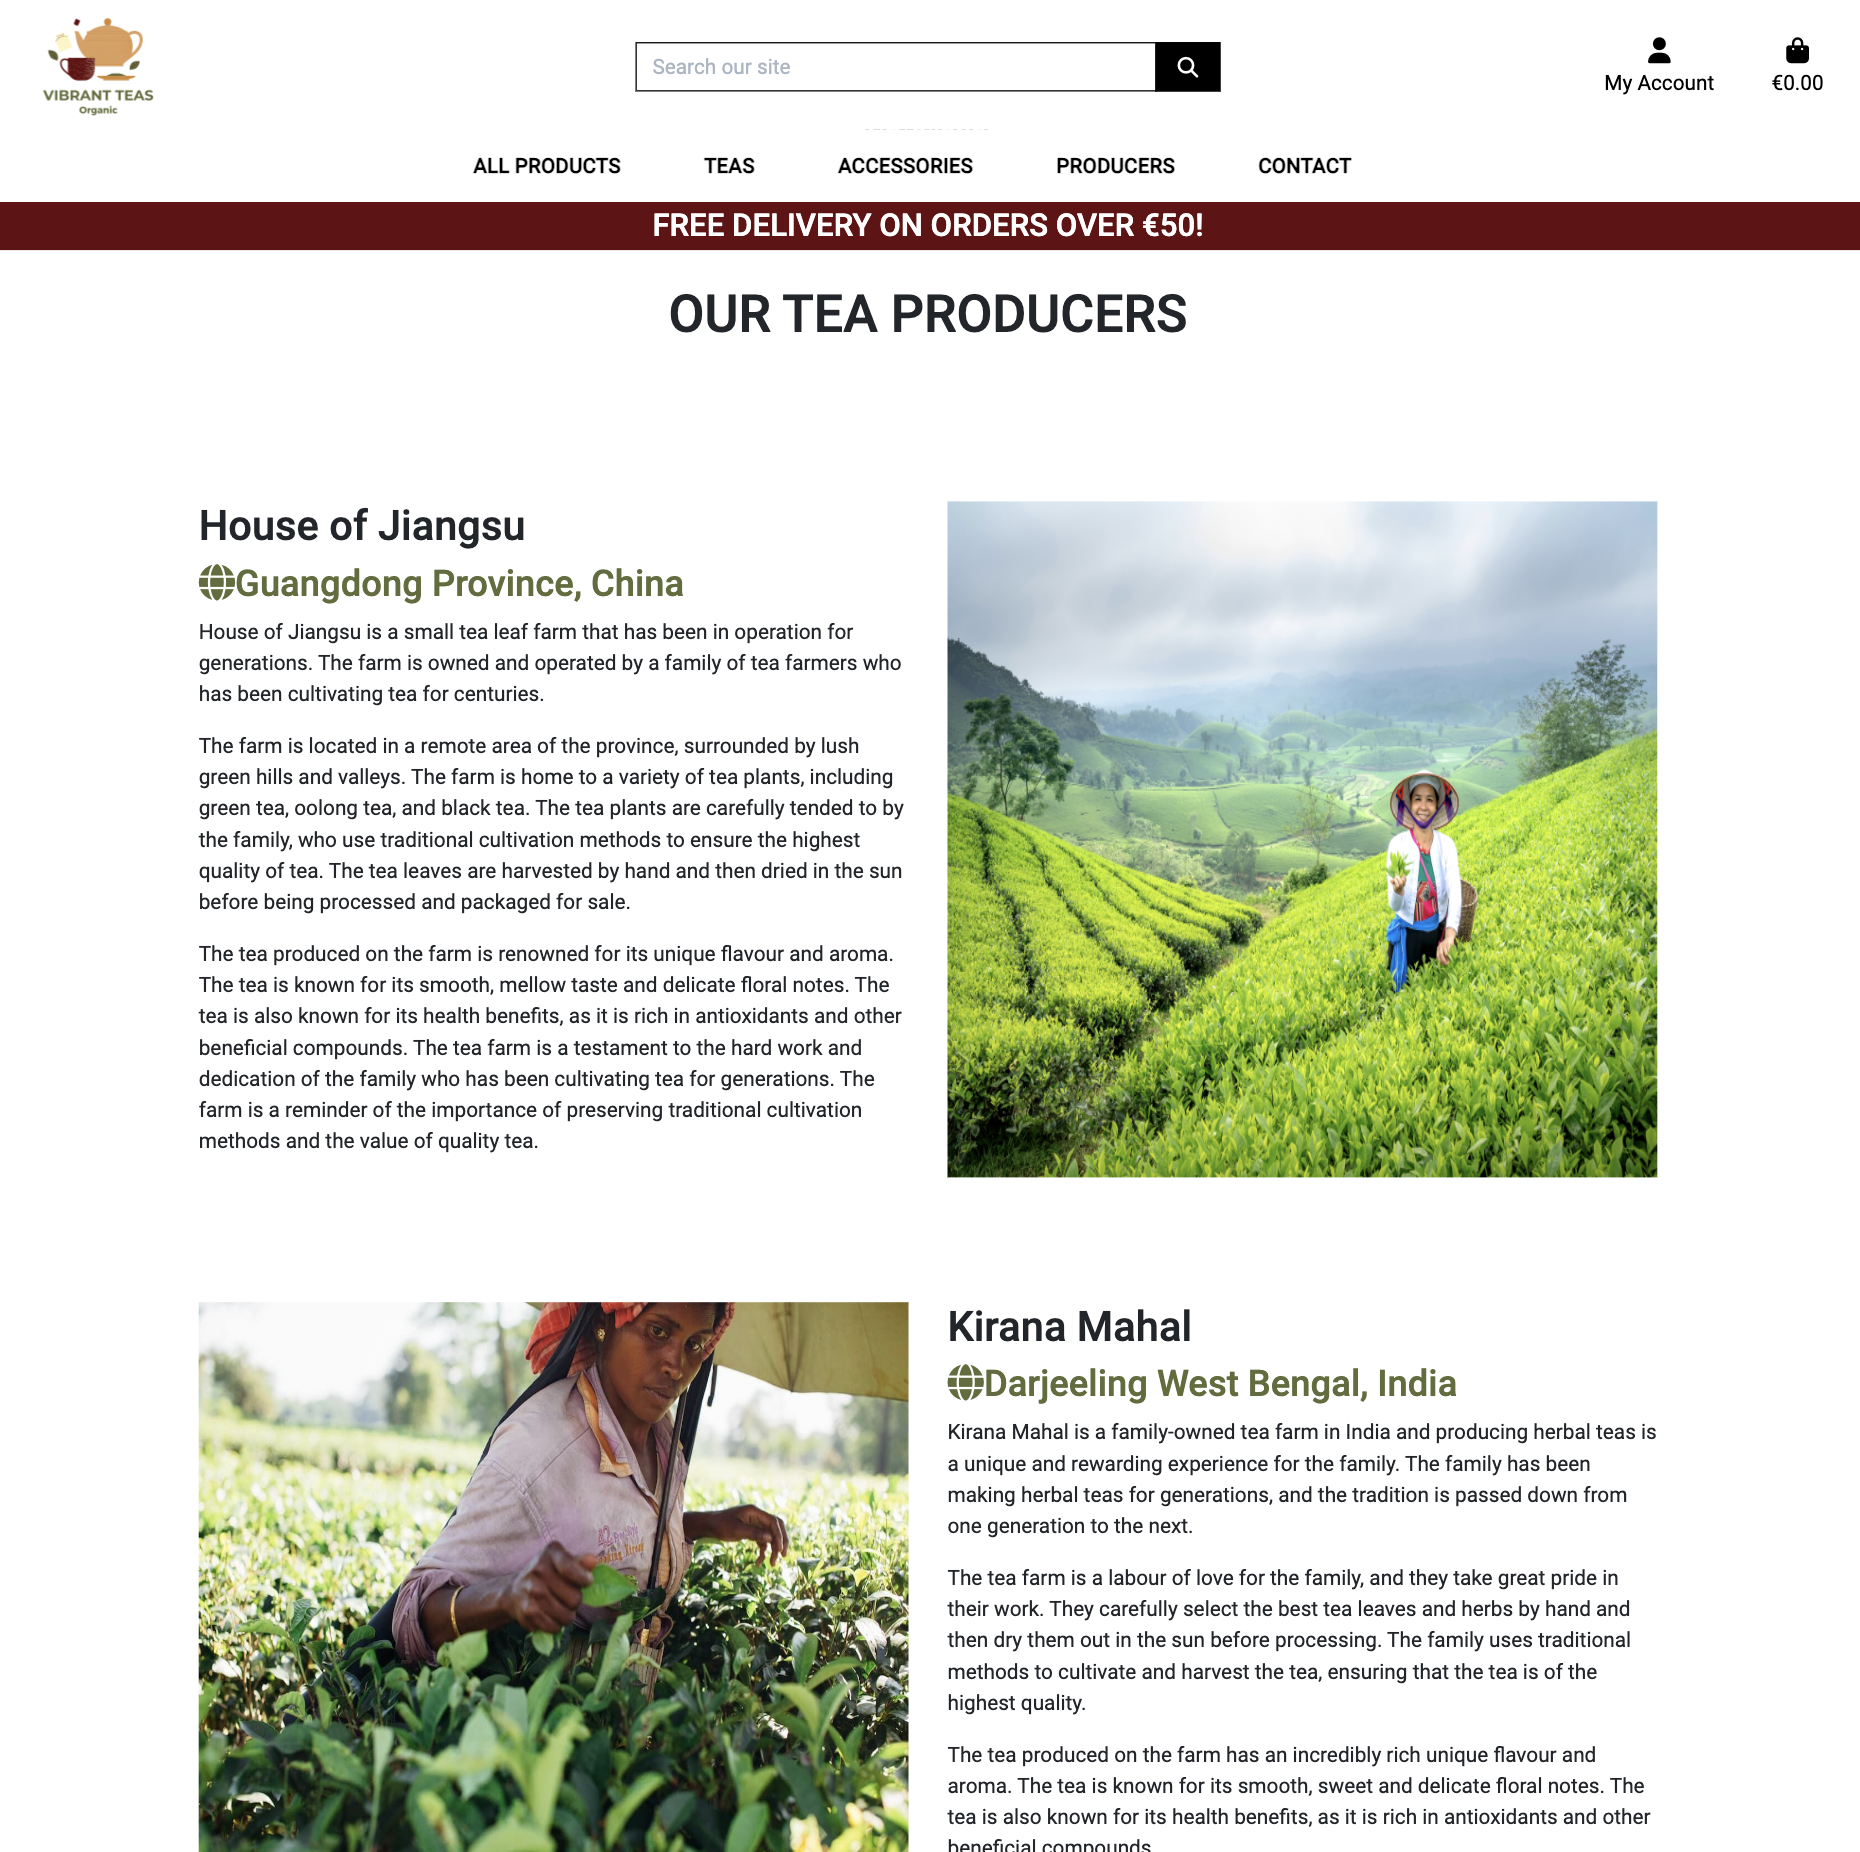 VIBRANT TEAS
Organic
Search our site
My Account
€0.00
ALL PRODUCTS
TEAS
ACCESSORIES
PRODUCERS
CONTACT
FREE DELIVERY ON ORDERS OVER €50!
OUR TEA PRODUCERS
House of Jiangsu
Guangdong Province, China
House of Jiangsu is a small tea leaf farm that has been in operation for
generations. The farm is owned and operated by a family of tea farmers who
has been cultivating tea for centuries.
The farm is located in a remote area of the province, surrounded by lush
green hills and valleys. The farm is home to a variety of tea plants, including
green tea, oolong tea, and black tea. The tea plants are carefully tended to by
the family, who use traditional cultivation methods to ensure the highest
quality of tea. The tea leaves are harvested by hand and then dried in the sun
before being processed and packaged for sale.
The tea produced on the farm is renowned for its unique flavour and aroma.
The tea is known for its smooth, mellow taste and delicate floral notes. The
tea is also known for its health benefits, as it is rich in antioxidants and other
beneficial compounds. The tea farm is a testament to the hard work and
dedication of the family who has been cultivating tea for generations. The
farm is a reminder of the importance of preserving traditional cultivation
methods and the value of quality tea.
Kirana Mahal
Darjeeling West Bengal, India
Kirana Mahal is a family-owned tea farm in India and producing herbal teas is
a unique and rewarding experience for the family. The family has been
making herbal teas for generations, and the tradition is passed down from
one generation to the next.
The tea farm is a labour of love for the family, and they take great pride in
their work. They carefully select the best tea leaves and herbs by hand and
then dry them out in the sun before processing. The family uses traditional
methods to cultivate and harvest the tea, ensuring that the tea is of the
highest quality.
The tea produced on the farm has an incredibly rich unique flavour and
aroma. The tea is known for its smooth, sweet and delicate floral notes. The
tea is also known for its health benefits, as it is rich in antioxidants and other
beneficial compounds.